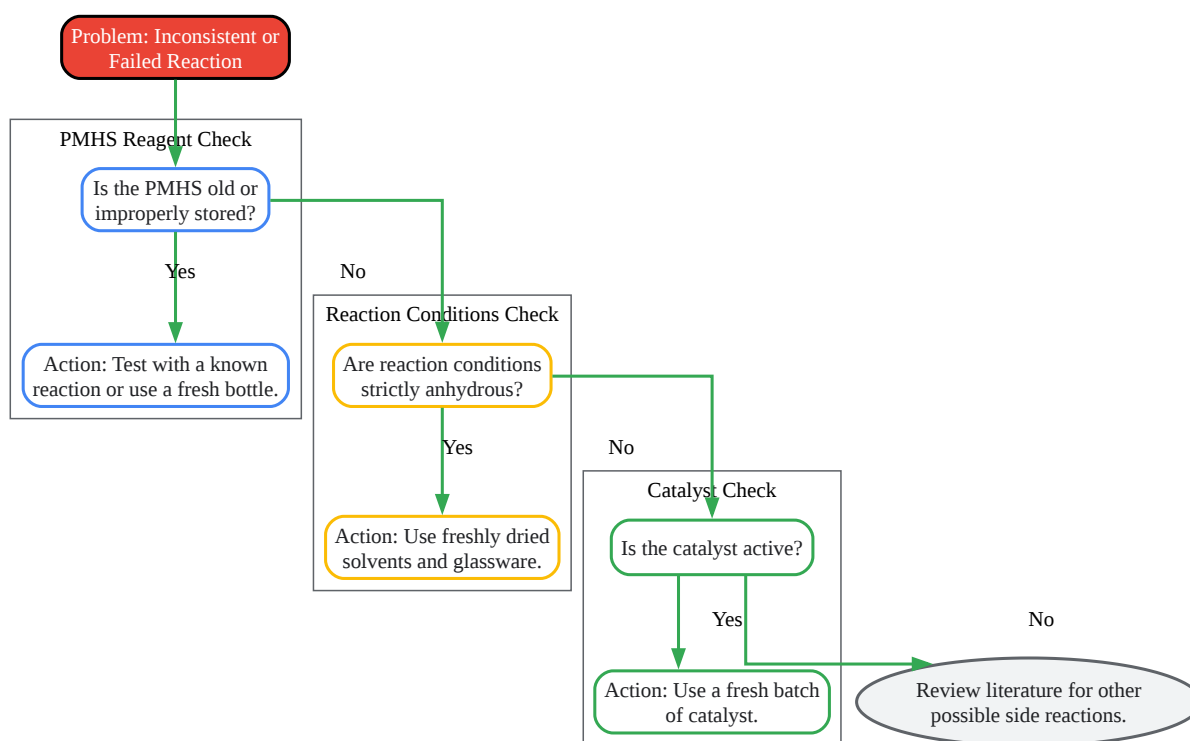 Problem: Inconsistent or
Failed Reaction
PMHS Reagent Check
Is the PMHS old or
improperly stored?
Yes
No
Action: Test with a known
reaction or use a fresh bottle.
Reaction Conditions Check
Are reaction conditions
strictly anhydrous?
Yes
No
Action: Use freshly dried
solvents and glassware.
Catalyst Check
Is the catalyst active?
Yes
No
Action: Use a fresh batch
of catalyst.
Review literature for other
possible side reactions.